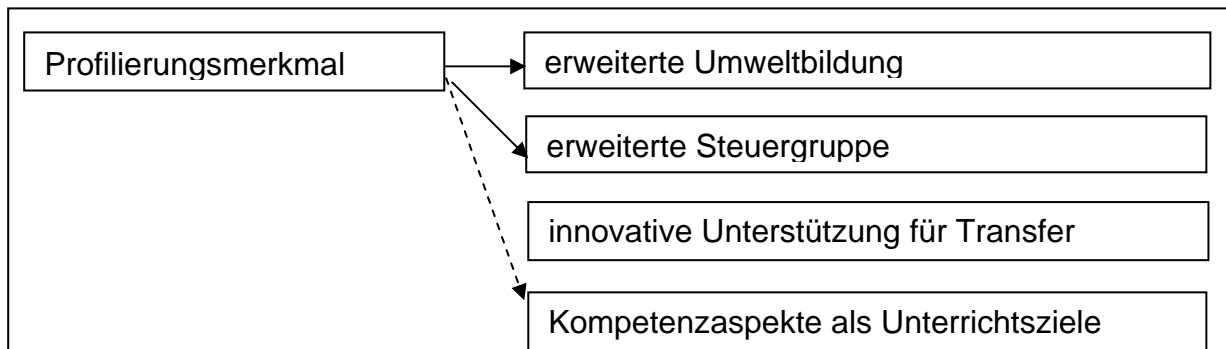 Profilierungsmerkmal
erweiterte Umweltbildung
erweiterte Steuergruppe
innovative Unterstützung für Transfer
Kompetenzaspekte als Unterrichtsziele